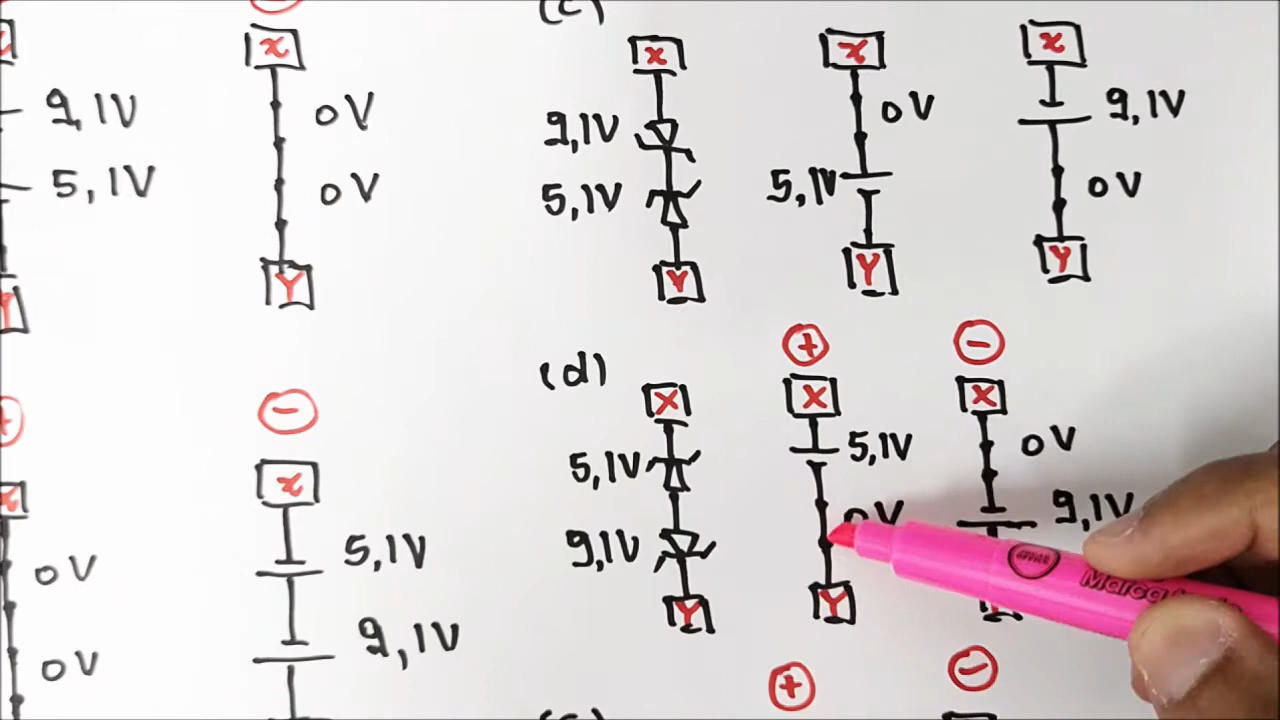 (c)
x
x
x
x
0V
9,1V
9,1V
0V
9,1V
5,1V
5,1V
0V
5,1V
0V
Y
Y
Y
Y
Y
+
-
(d)
X
X
X
+
-
5,1V
5,1V
0V
x
x
9,1V
0V
9,1V
0V
5,1V
Y
Y
0V
9,1V
+
-
Marca